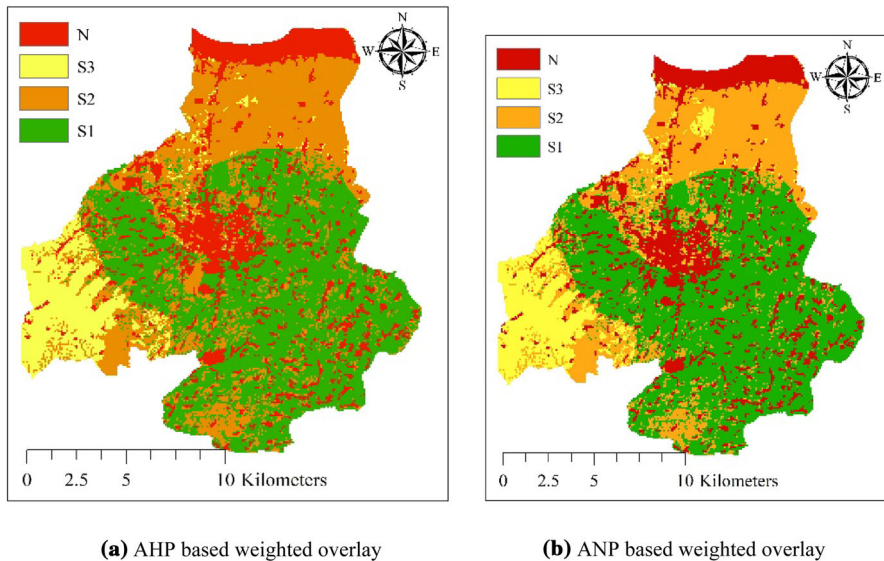 N
S3
S2
S1
N
W E
S
0 2.5 5 10 Kilometers
(a) AHP based weighted overlay
N
S3
S2
S1
N
W E
S
0 2.5 5 10 Kilometers
(b) ANP based weighted overlay